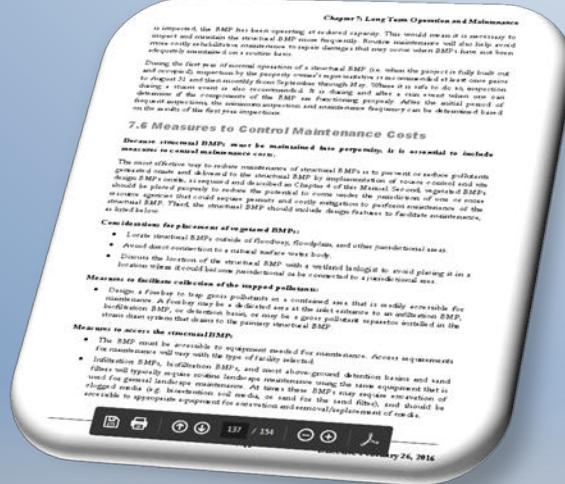 Chapter 7: Long Term Operation and Maintenance
is inspected, the BMP has been operating at reduced capacity. This would mean it is necessary to
inspect and maintain the structural BMP more frequently. Routine maintenance will also help avoid
more costly rehabilitative maintenance to repair damages that may occur when BMPs have not been
adequately maintained on a routine basis.
During the first year of normal operation of a structural BMP (i.e. when the project is fully built out
and occupied), inspection by the property owner's representative is recommended at least once prior
to August 31 and then monthly from September through May. Where it is safe to do so, inspection
during a storm event is also recommended. It is during and after a rain event when one can
determine if the components of the BMP are functioning properly. After the initial period of
frequent inspections, the minimum inspection and maintenance frequency can be determined based
on the results of the first year inspections.
7.6 Measures to Control Maintenance Costs
Because structural BMPs must be maintained into perpetuity, it is essential to include
measures to control maintenance costs.
The most effective way to reduce maintenance of structural BMPs is to prevent or reduce pollutants
generated onsite and delivered to the structural BMP by implementation of source control and site
design BMPs onsite, as required and described in Chapter 4 of this Manual. Second, vegetated BMPs
should be placed properly to reduce the potential to come under the jurisdiction of one or more
resource agencies that could require permits and costly mitigation to perform maintenance of the
structural BMP. Third, the structural BMP should include design features to facilitate maintenance,
as listed below.
Considerations for placement of vegetated BMPs:
• Locate structural BMPs outside of floodway, floodplain, and other jurisdictional areas.
• Avoid direct connection to a natural surface water body.
• Discuss the location of the structural BMP with a wetland biologist to avoid placing it in a
location where it could become jurisdictional or be connected to a jurisdictional area.
Measures to facilitate collection of the trapped pollutants:
• Design a forebay to trap gross pollutants in a contained area that is readily accessible for
maintenance. A forebay may be a dedicated area at the inlet entrance to an infiltration BMP,
biofiltration BMP, or detention basin, or may be a gross pollutant separator installed in the
storm drain system that drains to the primary structural BMP.
Measures to access the structural BMP:
• The BMP must be accessible to equipment needed for maintenance. Access requirements
for maintenance will vary with the type of facility selected.
• Infiltration BMPs, biofiltration BMPs, and most above-ground detention basins and sand
filters will typically require routine landscape maintenance using the same equipment that is
used for general landscape maintenance. At times these BMPs may require excavation of
clogged media (e.g. bioretention soil media, or sand for the sand filter), and should be
accessible to appropriate equipment for excavation and removal/replacement of media.
137 / 154
February 26, 2016